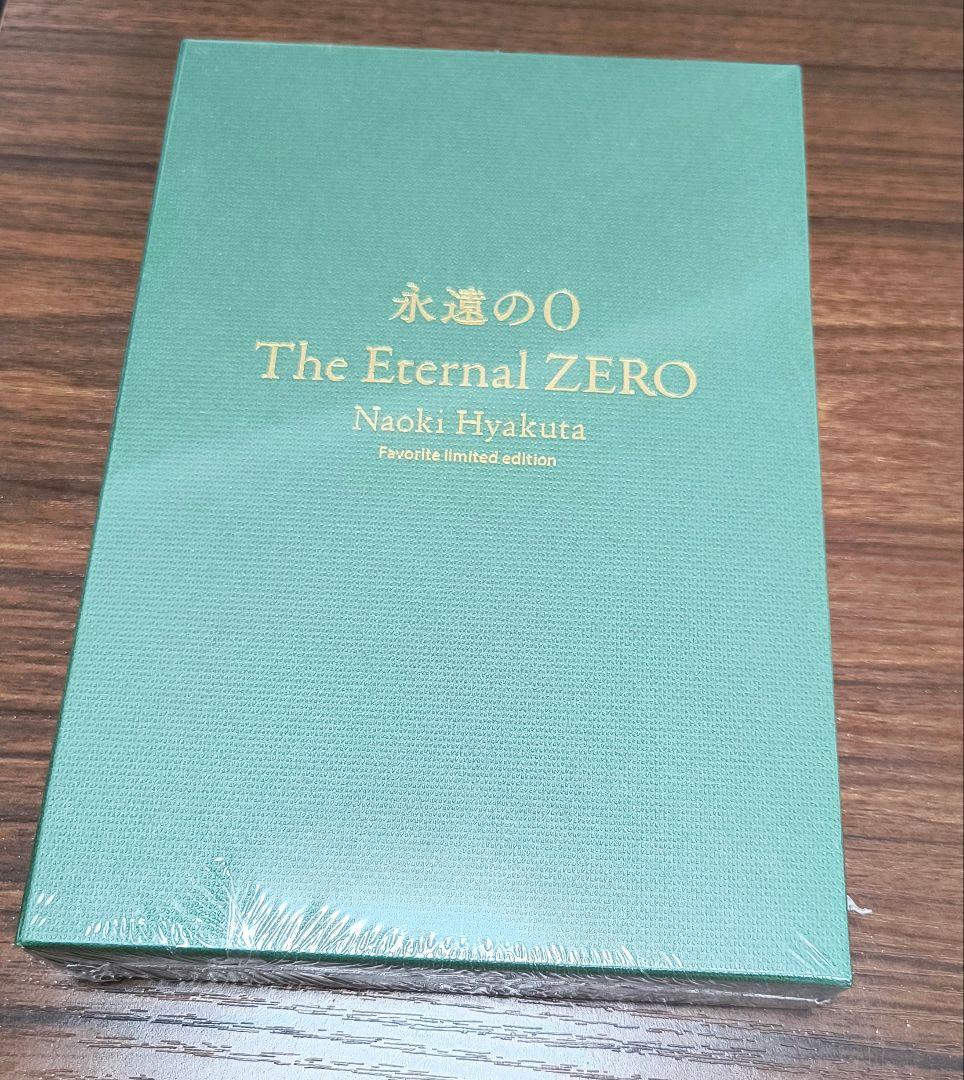 永遠の0
The Eternal ZERO
Naoki Hyakuta
Favorite limited edition